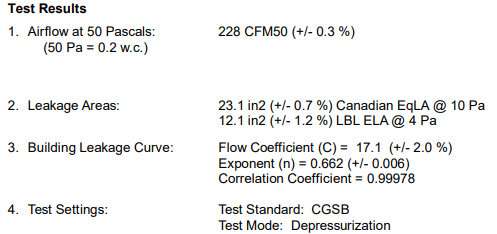 Test Results
1. Airflow at 50 Pascals: 228 CFM50 (+/- 0.3 %)
(50 Pa = 0.2 w.c.)
2. Leakage Areas: 23.1 in2 (+/- 0.7 %) Canadian EqLA @ 10 Pa
12.1 in2 (+/- 1.2 %) LBL ELA @ 4 Pa
3. Building Leakage Curve: Flow Coefficient (C) = 17.1 (+/- 2.0 %)
Exponent (n) = 0.662 (+/- 0.006)
Correlation Coefficient = 0.99978
4. Test Settings: Test Standard: CGSB
Test Mode: Depressurization